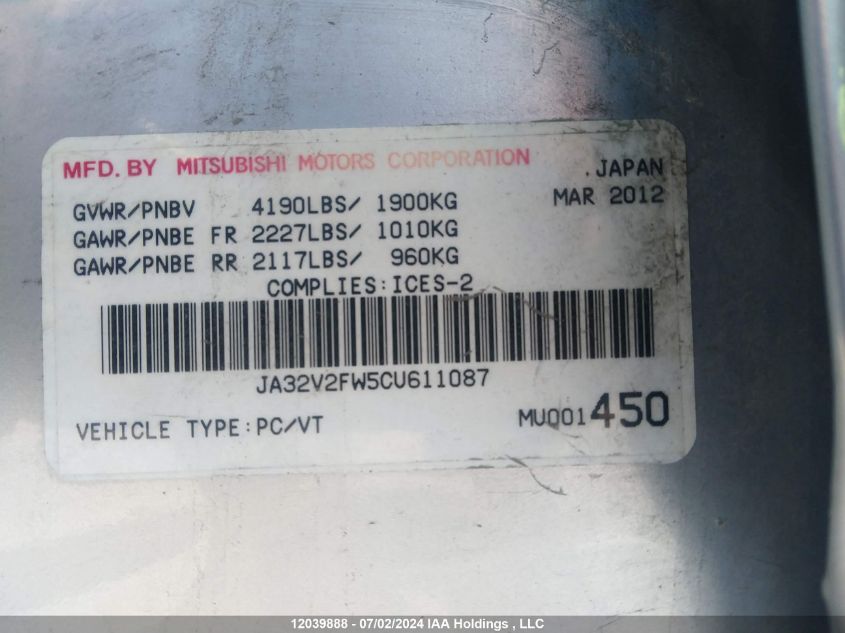 MFD. BY MITSUBISHI MOTORS CORPORATION .JAPAN
GVWR/PNBV 4190LBS/ 1900KG MAR 2012
GAWR/PNBE FR 2227LBS/ 1010KG
GAWR/PNBE RR 2117LBS/ 960KG
COMPLIES:ICES-2
JA32V2FW5CU611087
VEHICLE TYPE:PC/VT MU001450
12039888 - 07/02/2024 IAA Holdings , LLC